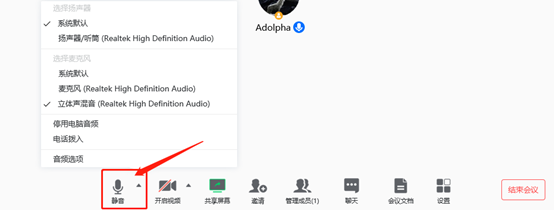 选择扬声器
系统默认
扬声器/听筒 (Realtek High Definition Audio)
选择麦克风
系统默认
麦克风 (Realtek High Definition Audio)
立体声混音 (Realtek High Definition Audio)
停用电脑音频
电话拨入
音频选项
Adolpha
静音
开启视频
共享屏幕
邀请
管理成员(1)
聊天
会议文档
设置
结束会议